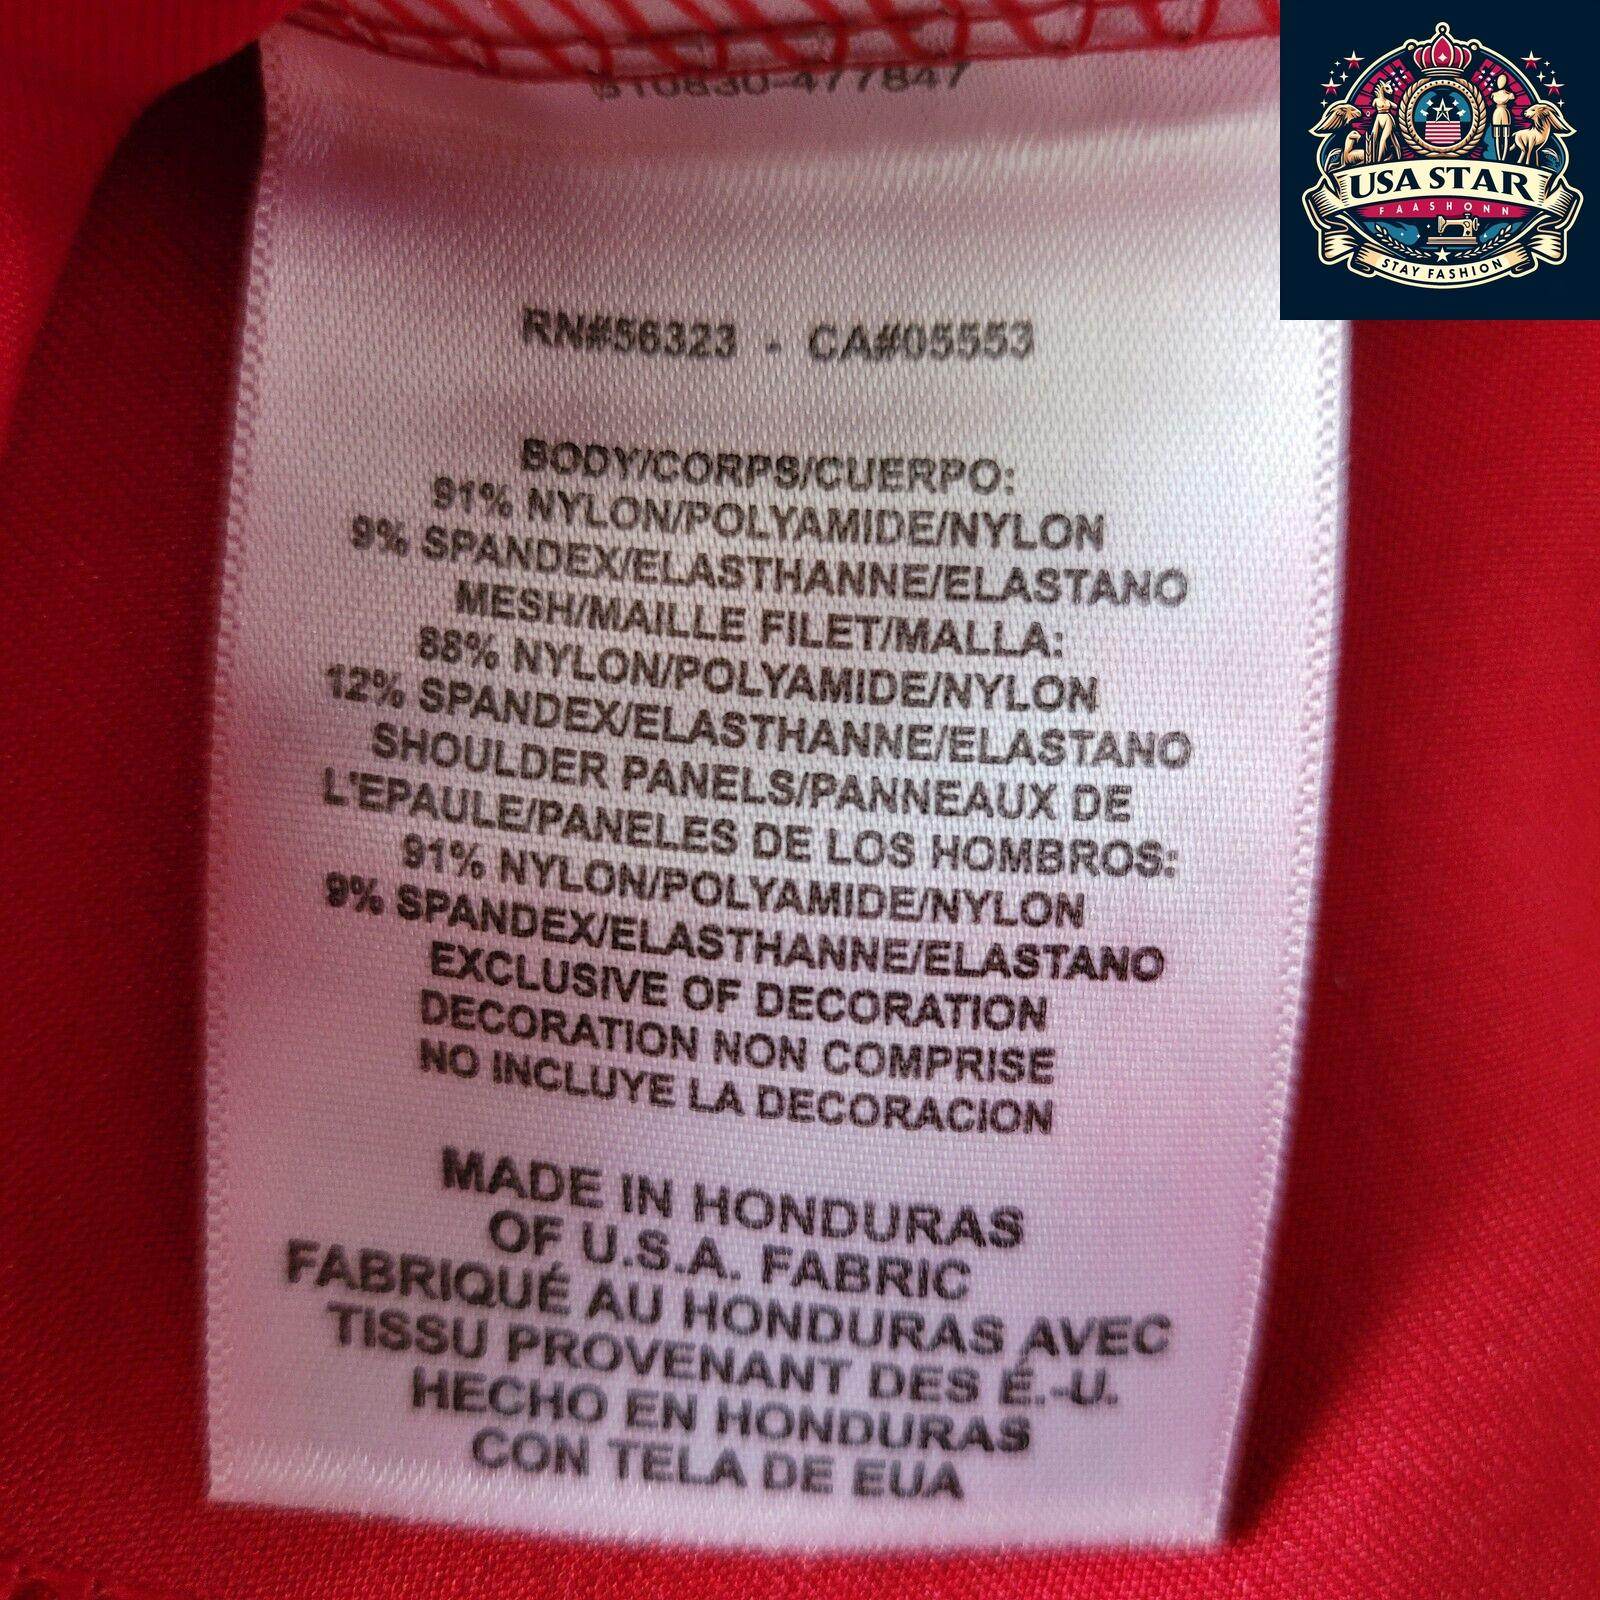 USA STAR
FAASHONN
STAY FASHION
RN#56323 - CA#05553
BODY/CORPS/CUERPO:
91% NYLON/POLYAMIDE/NYLON
9% SPANDEX/ELASTHANNE/ELASTANO
MESH/MAILLE FILET/MALLA:
88% NYLON/POLYAMIDE/NYLON
12% SPANDEX/ELASTHANNE/ELASTANO
SHOULDER PANELS/PANNEAUX DE
L'EPAULE/PANELES DE LOS HOMBROS:
91% NYLON/POLYAMIDE/NYLON
9% SPANDEX/ELASTHANNE/ELASTANO
EXCLUSIVE OF DECORATION
DECORATION NON COMPRISE
NO INCLUYE LA DECORACION
MADE IN HONDURAS
OF U.S.A. FABRIC
FABRIQUÉ AU HONDURAS AVEC
TISSU PROVENANT DES É.-U.
HECHO EN HONDURAS
CON TELA DE EUA